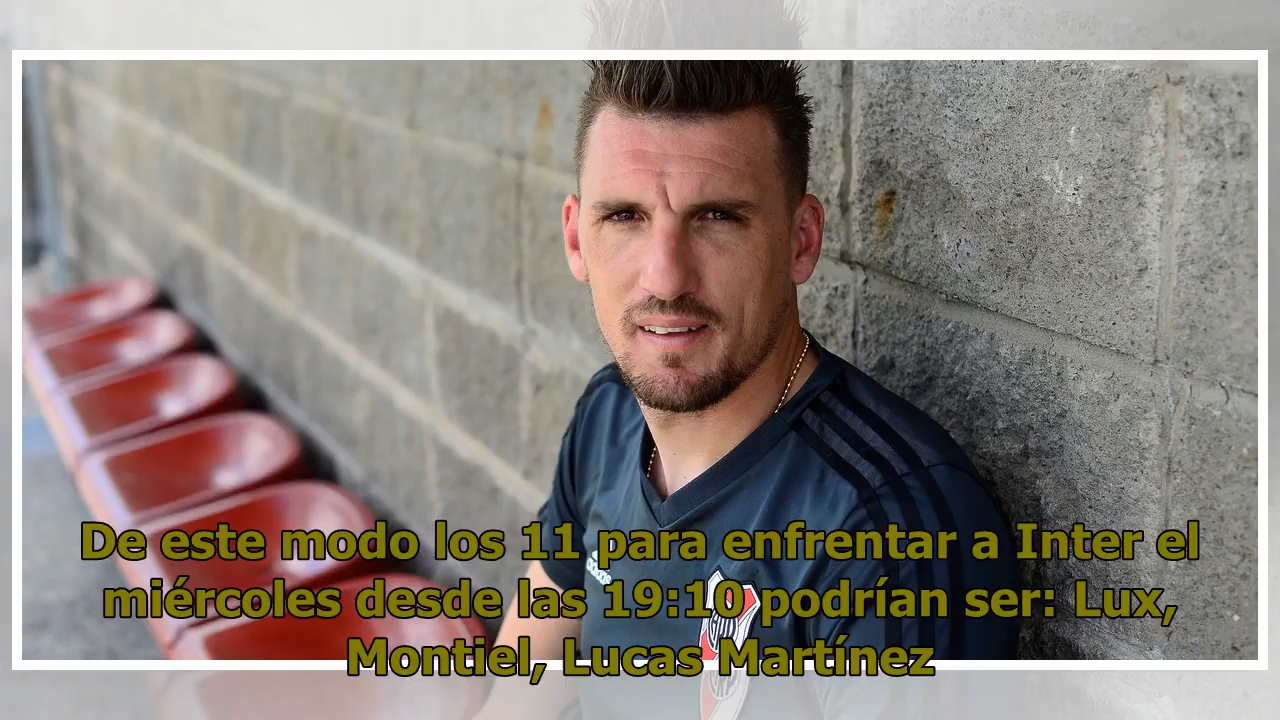 De este modo los 11 para enfrentar a Inter el
miércoles desde las 19:10 podrían ser: Lux,
Montiel, Lucas Martínez
adidas